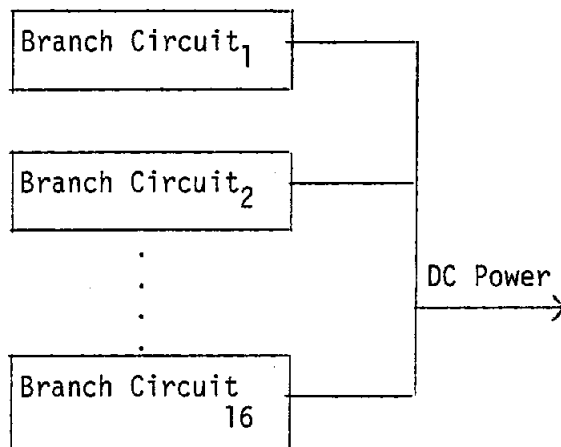 Branch Circuit1
Branch Circuit2
DC Power
Branch Circuit
16